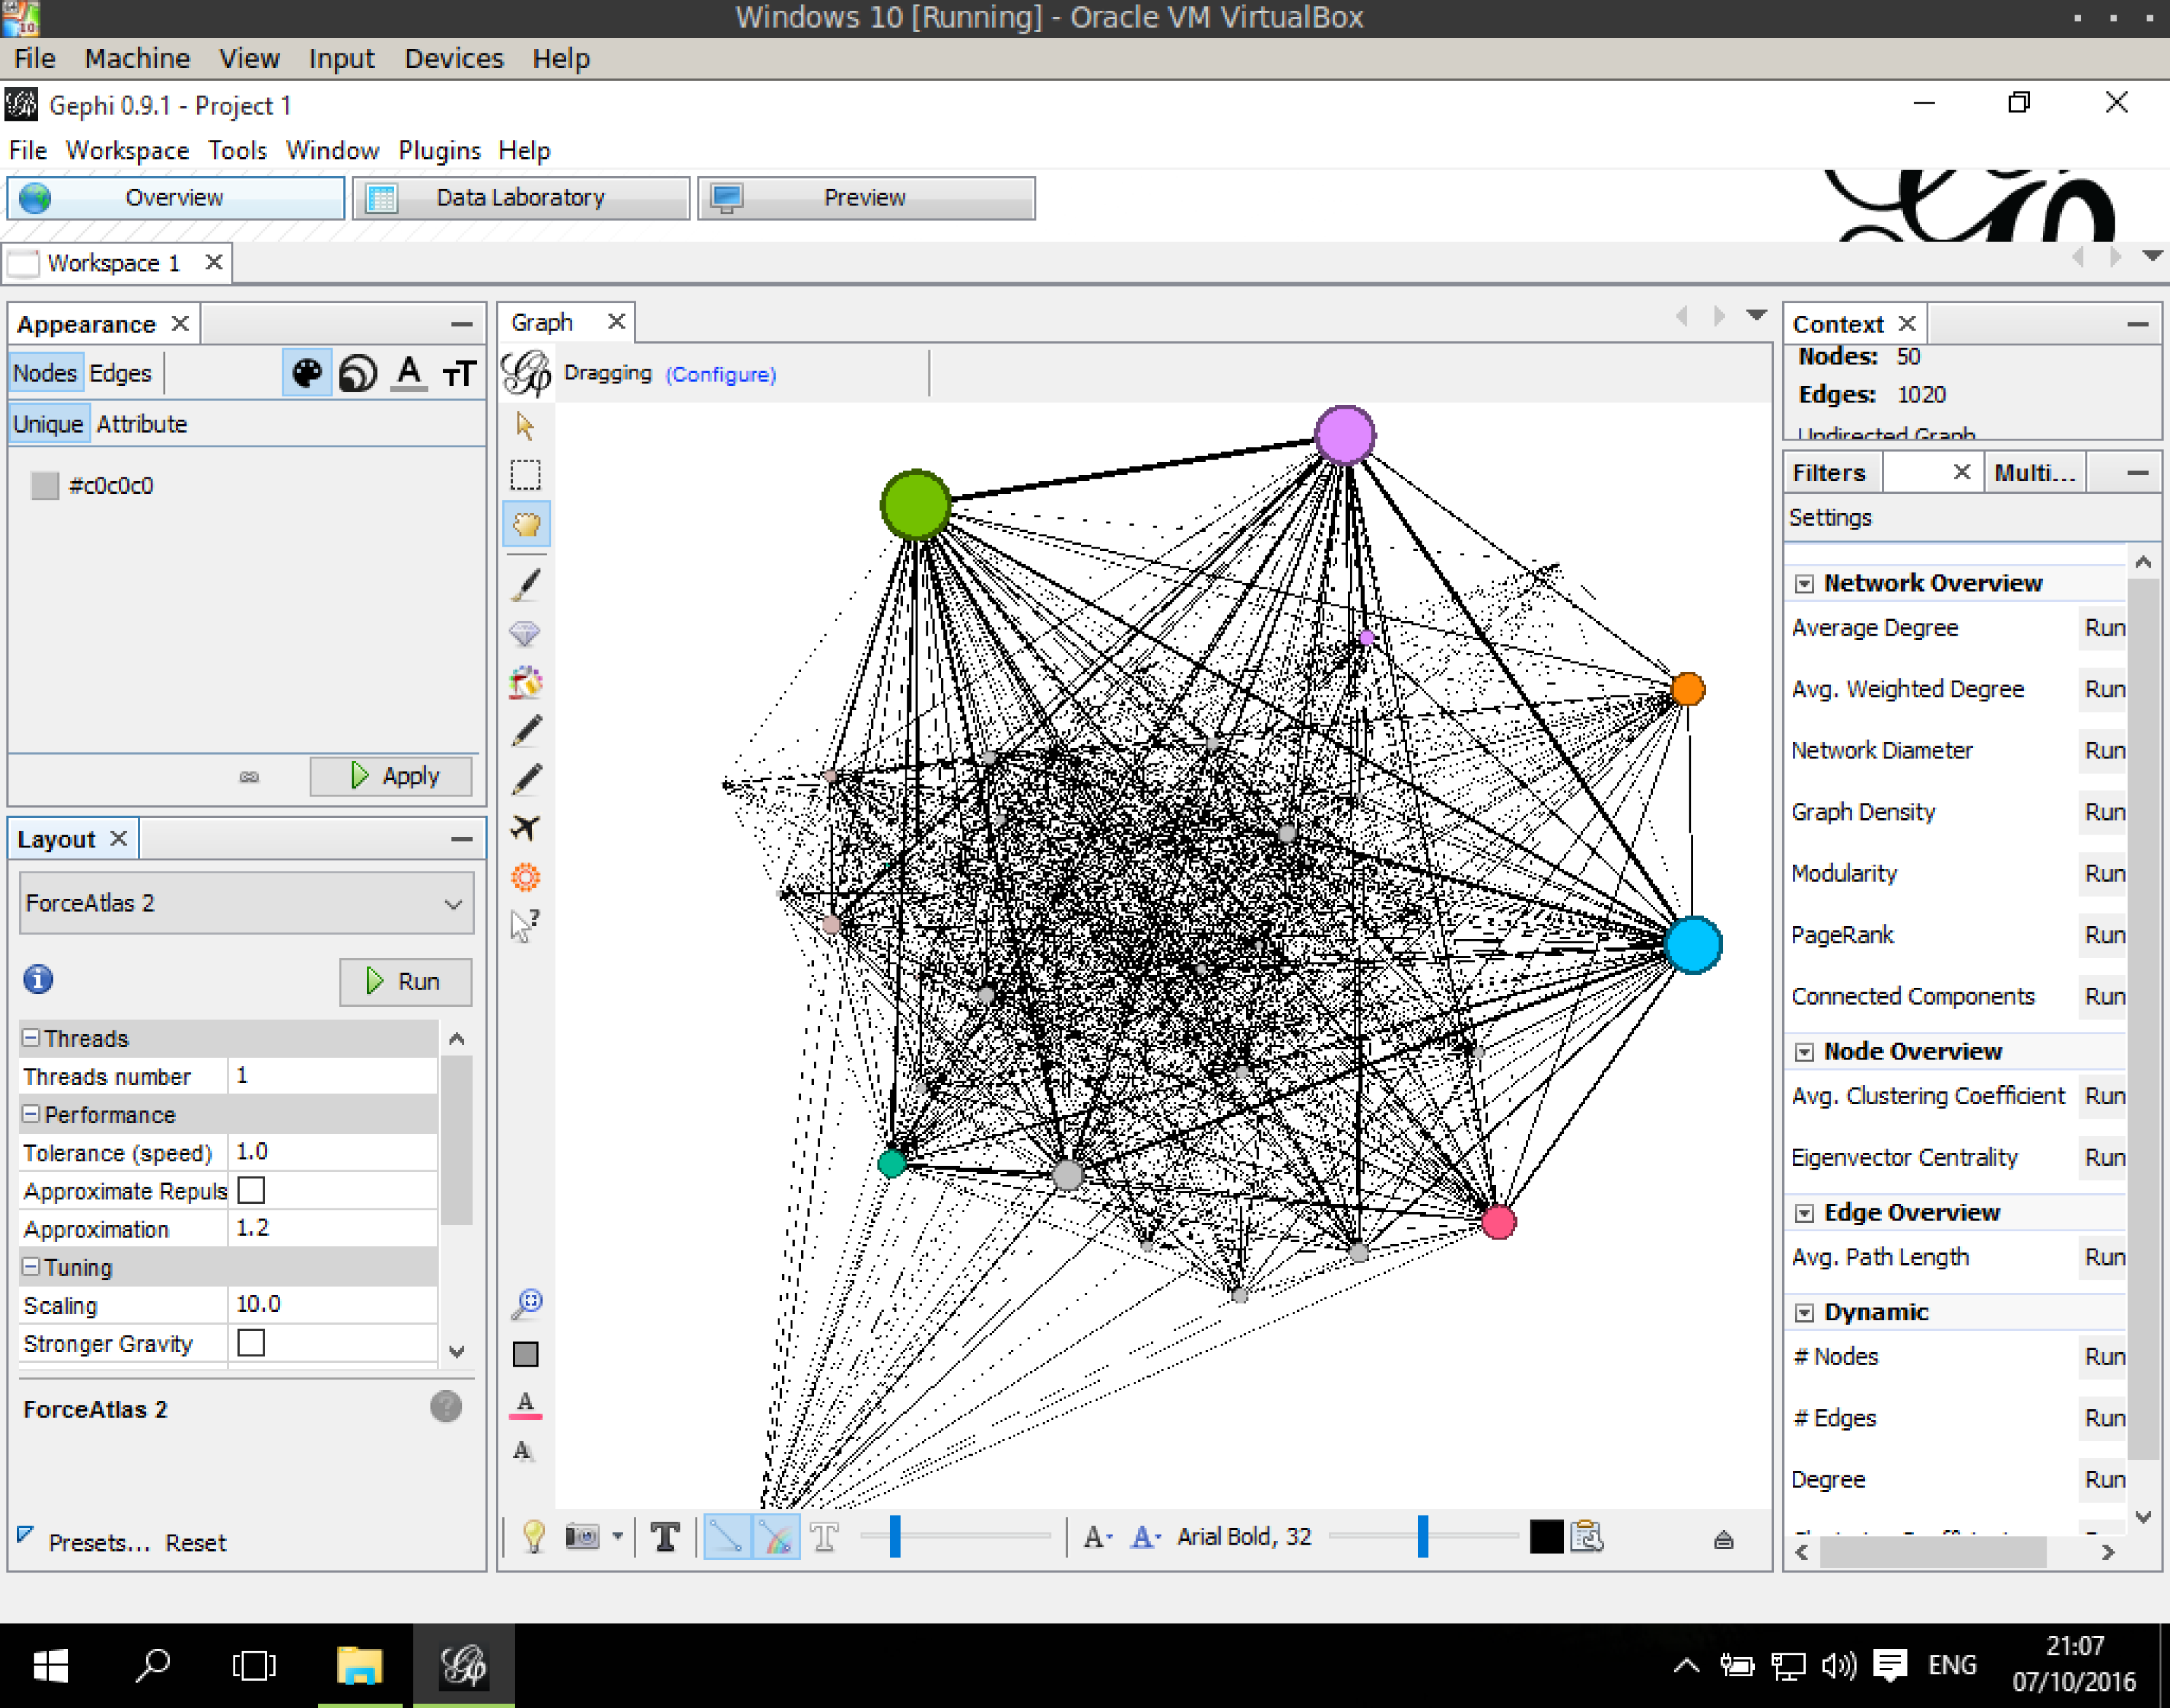 Windows 10 [Running] - Oracle VM VirtualBox
File Machine View Input Devices Help
Gephi 0.9.1 - Project 1
File Workspace Tools Window Plugins Help
Overview
Data Laboratory
Preview
Workspace 1
Appearance
Nodes Edges
Unique Attribute
#c0c0c0
Apply
Layout
ForceAtlas 2
Run
Threads
Threads number 1
Performance
Tolerance (speed) 1.0
Approximate Repuls
Approximation 1.2
Tuning
Scaling 10.0
Stronger Gravity
ForceAtlas 2
Presets... Reset
Graph
Dragging (Configure)
Arial Bold, 32
Context
Nodes: 50
Edges: 1020
Undirected Graph
Filters
Multi...
Settings
Network Overview
Average Degree Run
Avg. Weighted Degree Run
Network Diameter Run
Graph Density Run
Modularity Run
PageRank Run
Connected Components Run
Node Overview
Avg. Clustering Coefficient Run
Eigenvector Centrality Run
Edge Overview
Avg. Path Length Run
Dynamic
# Nodes Run
# Edges Run
Degree Run
ENG
21:07
07/10/2016